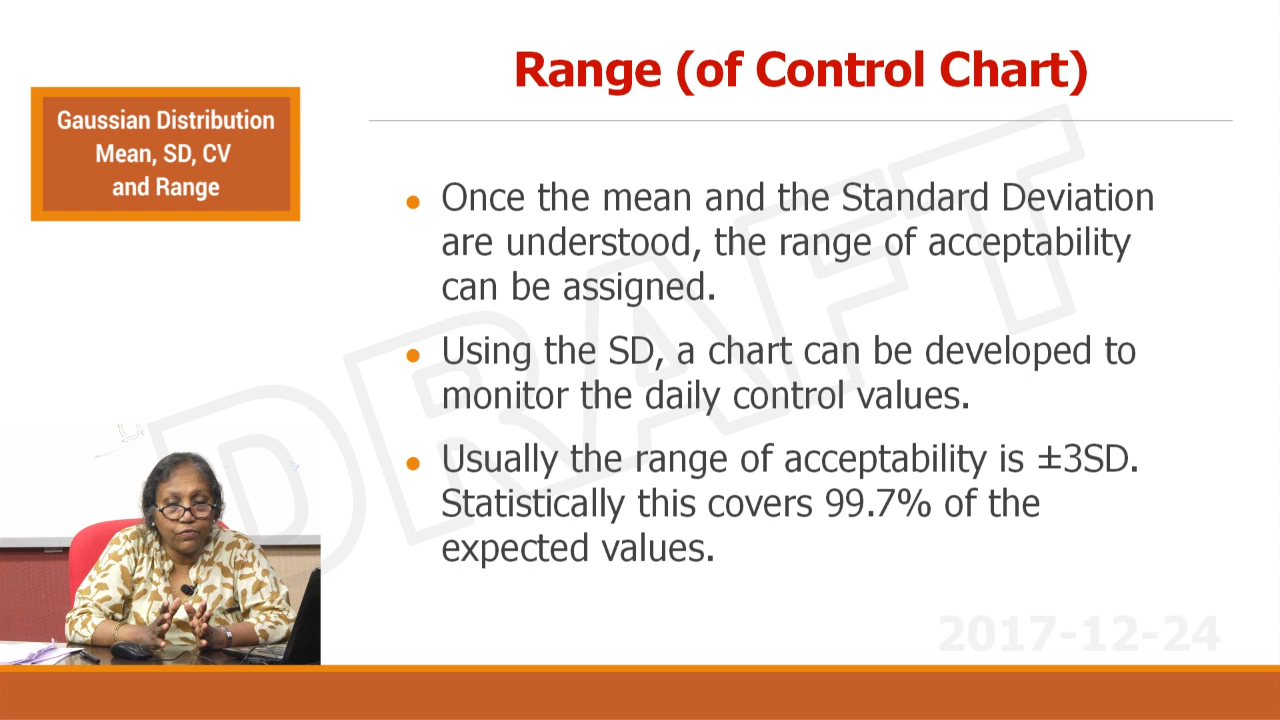 Range (of Control Chart)
Gaussian Distribution
Mean, SD, CV
and Range
● Once the mean and the Standard Deviation
are understood, the range of acceptability
can be assigned.
● Using the SD, a chart can be developed to
monitor the daily control values.
● Usually the range of acceptability is ±3SD.
Statistically this covers 99.7% of the
expected values.
DRAFT
2017-12-24